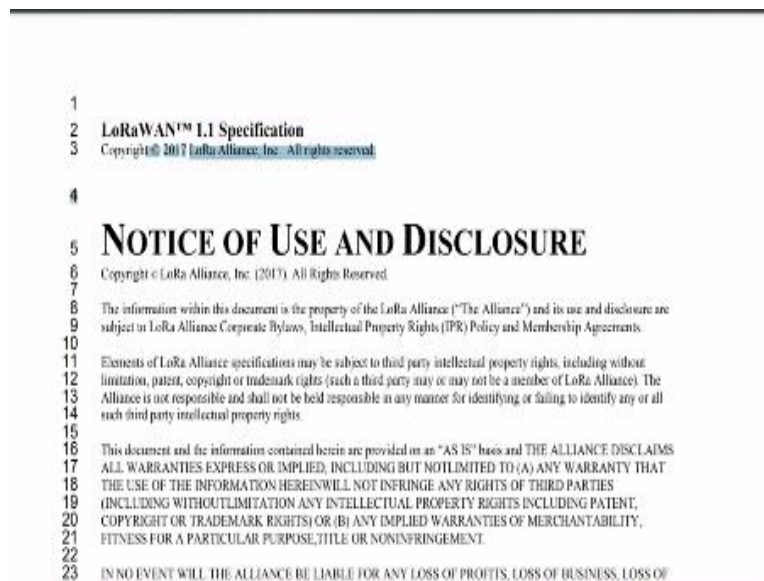 1
2 LoRaWAN™ 1.1 Specification
3 Copyright © 2017 LoRa Alliance, Inc. All rights reserved.
4
5 NOTICE OF USE AND DISCLOSURE
6 Copyright © LoRa Alliance, Inc. (2017). All Rights Reserved.
7
8 The information within this document is the property of the LoRa Alliance (“The Alliance”) and its use and disclosure are
9 subject to LoRa Alliance Corporate Bylaws, Intellectual Property Rights (IPR) Policy and Membership Agreements.
10
11 Elements of LoRa Alliance specifications may be subject to third party intellectual property rights, including without
12 limitation, patent, copyright or trademark rights (such a third party may or may not be a member of LoRa Alliance). The
13 Alliance is not responsible and shall not be held responsible in any manner for identifying or failing to identify any or all
14 such third party intellectual property rights.
15
16 This document and the information contained herein are provided on an “AS IS” basis and THE ALLIANCE DISCLAIMS
17 ALL WARRANTIES EXPRESS OR IMPLIED, INCLUDING BUT NOTLIMITED TO (A) ANY WARRANTY THAT
18 THE USE OF THE INFORMATION HEREINWILL NOT INFRINGE ANY RIGHTS OF THIRD PARTIES
19 (INCLUDING WITHOUTLIMITATION ANY INTELLECTUAL PROPERTY RIGHTS INCLUDING PATENT,
20 COPYRIGHT OR TRADEMARK RIGHTS) OR (B) ANY IMPLIED WARRANTIES OF MERCHANTABILITY,
21 FITNESS FOR A PARTICULAR PURPOSE,TITLE OR NONINFRINGEMENT.
22
23 IN NO EVENT WILL THE ALLIANCE BE LIABLE FOR ANY LOSS OF PROFITS, LOSS OF BUSINESS, LOSS OF